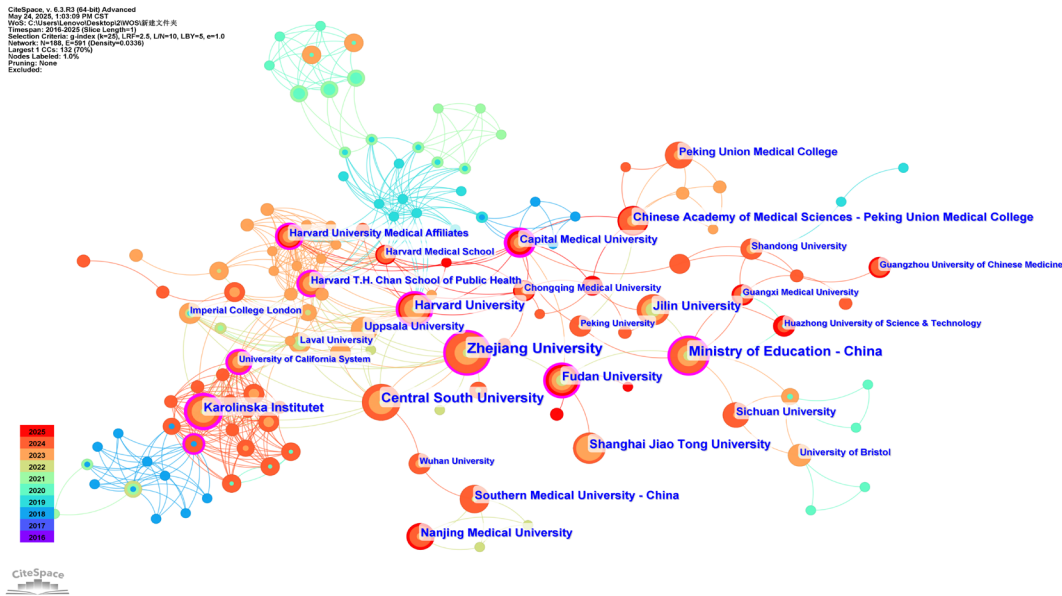 CiteSpace, v. 6.3.R3 (64-bit) Advanced
May 24, 2025, 1:03:09 PM CST
WoS: C:\Users\Lenovo\Desktop\2\WOS\新建文件夹
Timespan: 2016-2025 (Slice Length=1)
Selection Criteria: g-index (k=25), LRF=2.5, L/N=10, LBY=5, e=1.0
Network: N=188, E=591 (Density=0.0336)
Largest 1 CCs: 132 (70%)
Nodes Labeled: 1.0%
Pruning: None
Excluded:
Peking Union Medical College
Chinese Academy of Medical Sciences - Peking Union Medical College
Harvard University Medical Affiliates
Capital Medical University
Harvard Medical School
Shandong University
Guangzhou University of Chinese Medicine
Harvard T.H. Chan School of Public Health
Chongqing Medical University
Guangxi Medical University
Harvard University
Jilin University
Imperial College London
Uppsala University
Peking University
Huazhong University of Science & Technology
Laval University
Zhejiang University
Ministry of Education - China
University of California System
Fudan University
Central South University
Karolinska Institutet
Sichuan University
Shanghai Jiao Tong University
University of Bristol
Wuhan University
Southern Medical University - China
Nanjing Medical University
2025
2024
2023
2022
2021
2020
2019
2018
2017
2016
CiteSpace